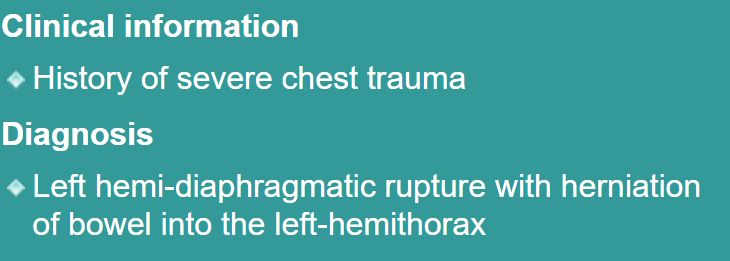 Clinical information
History of severe chest trauma
Diagnosis
Left hemi-diaphragmatic rupture with herniation
of bowel into the left-hemithorax